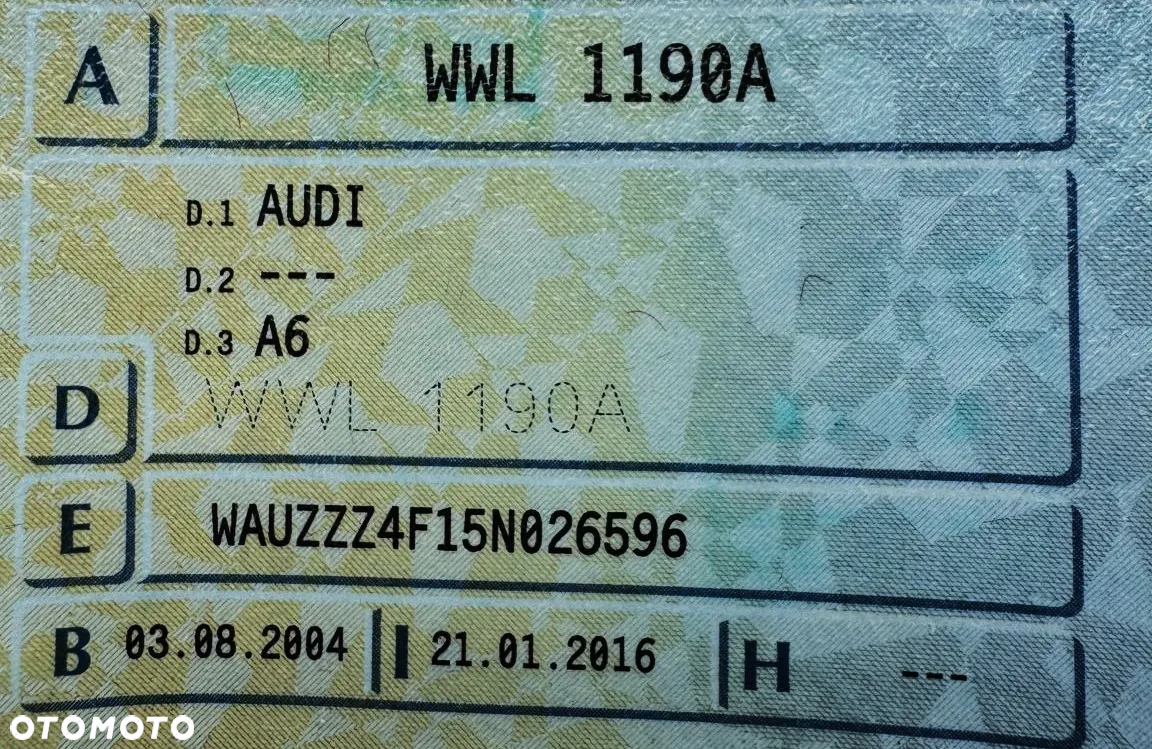 A WWL 1190A
D.1 AUDI
D.2 ---
D.3 A6
D WWL 1190A
E WAUZZZ4F15N026596
B 03.08.2004 I 21.01.2016 H ---
OTOMOTO